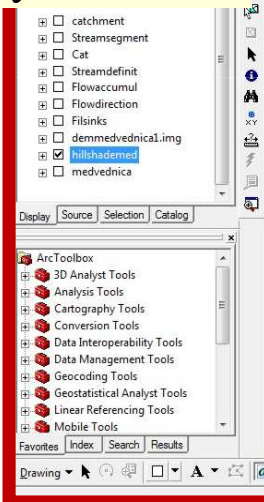 catchment
Streamsegment
Cat
Streamdefinit
Flowaccumul
Flowdirection
Filsinks
demmedvednica1.img
hillshademed
medvednica
Display Source Selection Catalog
ArcToolbox
3D Analyst Tools
Analysis Tools
Cartography Tools
Conversion Tools
Data Interoperability Tools
Data Management Tools
Geocoding Tools
Geostatistical Analyst Tools
Linear Referencing Tools
Mobile Tools
Favorites Index Search Results
Drawing A